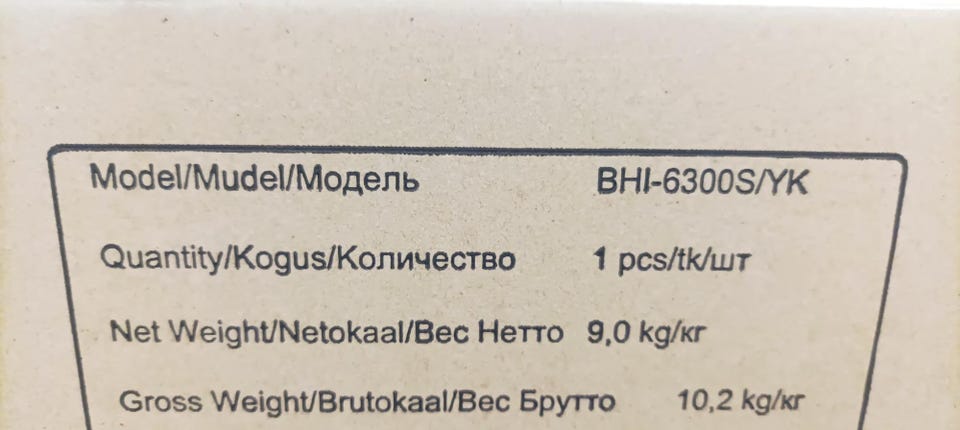 Model/Mudel/Модель BHI-6300S/YK
Quantity/Kogus/Количество 1 pcs/tk/шт
Net Weight/Netokaal/Вес Нетто 9,0 kg/кг
Gross Weight/Brutokaal/Вес Брутто 10,2 kg/кг